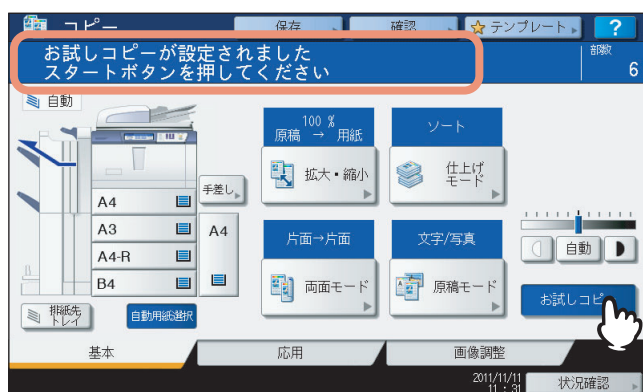 コピー
保存
確認
テンプレート
?
お試しコピーが設定されました
スタートボタンを押してください
部数
6
自動
100 %
原稿 → 用紙
ソート
拡大・縮小
仕上げ
モード
手差し
A4
A3
A4-R
B4
A4
片面→片面
文字/写真
両面モード
原稿モード
自動
お試しコピ
排紙先
トレイ
自動用紙選択
基本
応用
画像調整
2011/11/11
11 : 31
状況確認